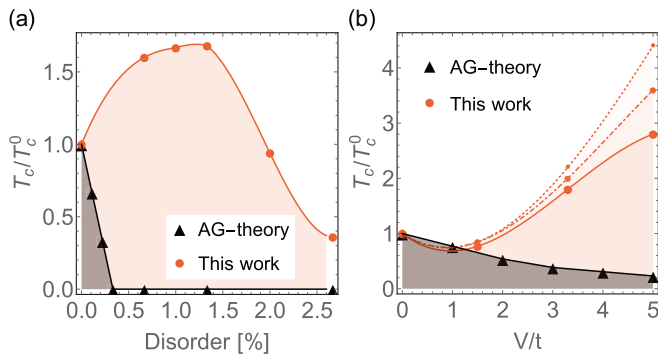 (a)
T_c/T_c^0
1.5
1.0
0.5
0.0
AG-theory
This work
0.0 0.5 1.0 1.5 2.0 2.5
Disorder [%]
(b)
T_c/T_c^0
4
3
2
1
0
AG-theory
This work
0 1 2 3 4 5
V/t